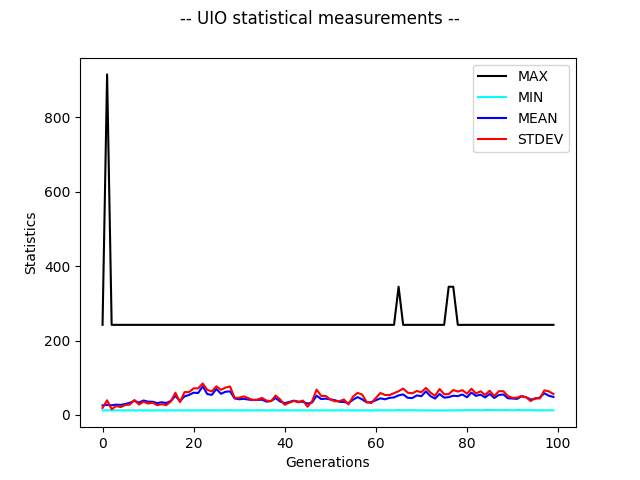 -- UIO statistical measurements --
MAX
MIN
MEAN
STDEV
Statistics
800
600
400
200
0
0 20 40 60 80 100
Generations